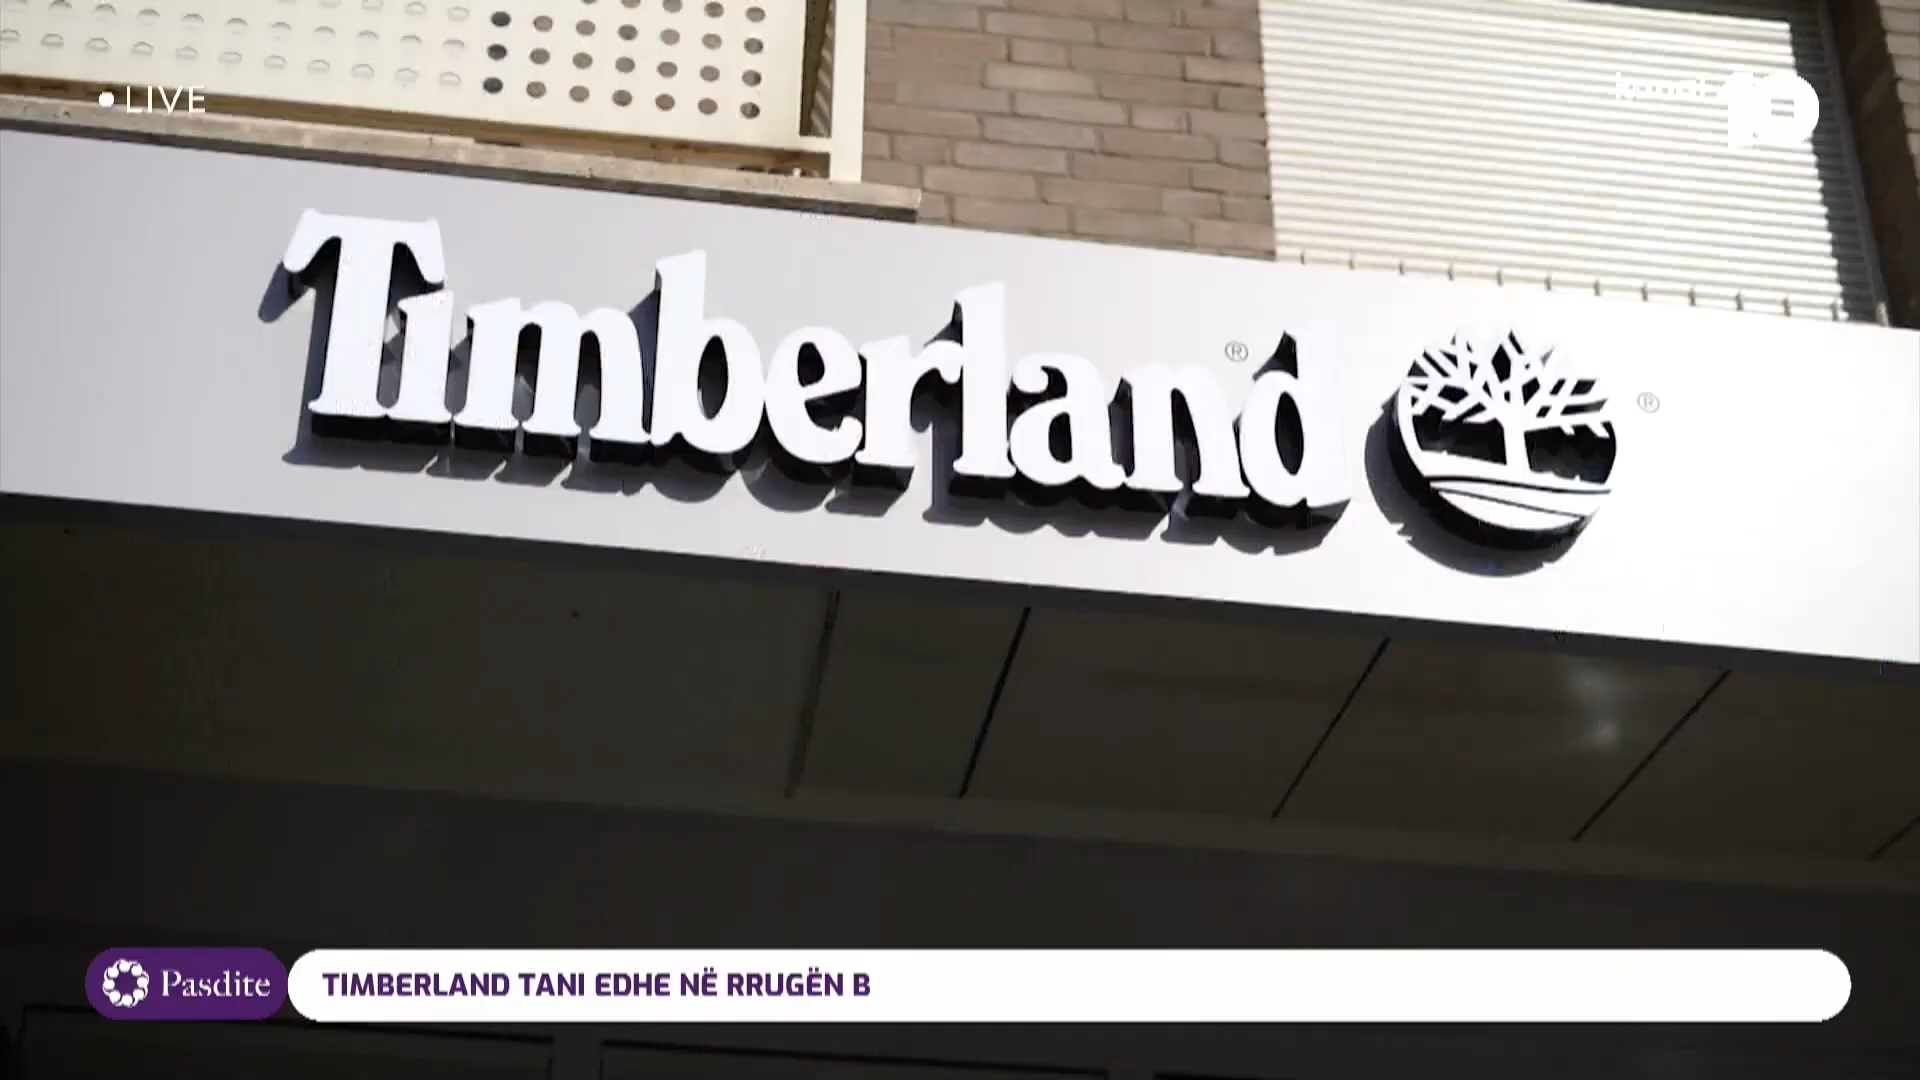 LIVE
Timberland
®
®
Pasdite
TIMBERLAND TANI EDHE NË RRUGËN B